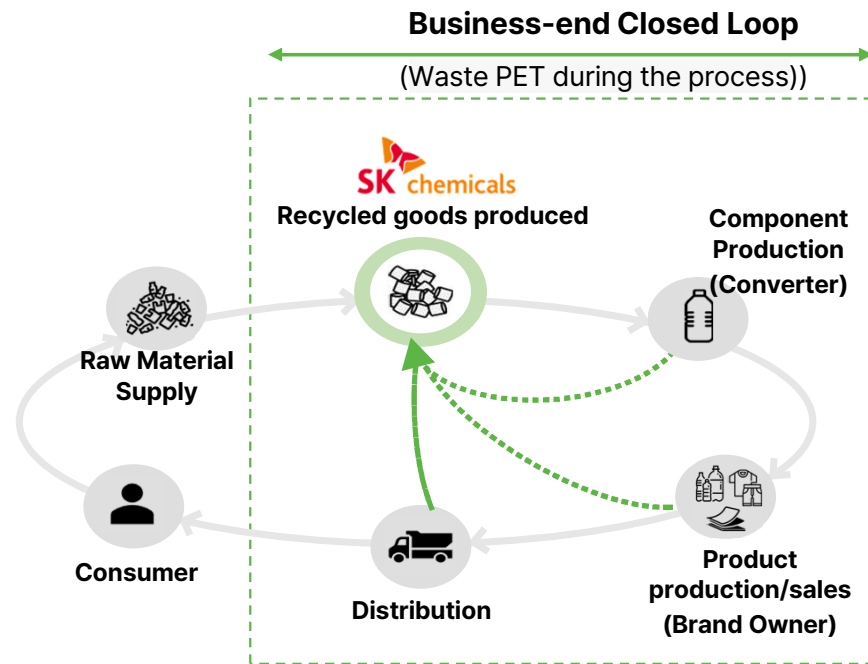 Business-end Closed Loop
(Waste PET during the process))
SK chemicals
Recycled goods produced
Component
Production
(Converter)
Raw Material
Supply
Consumer
Distribution
Product
production/sales
(Brand Owner)